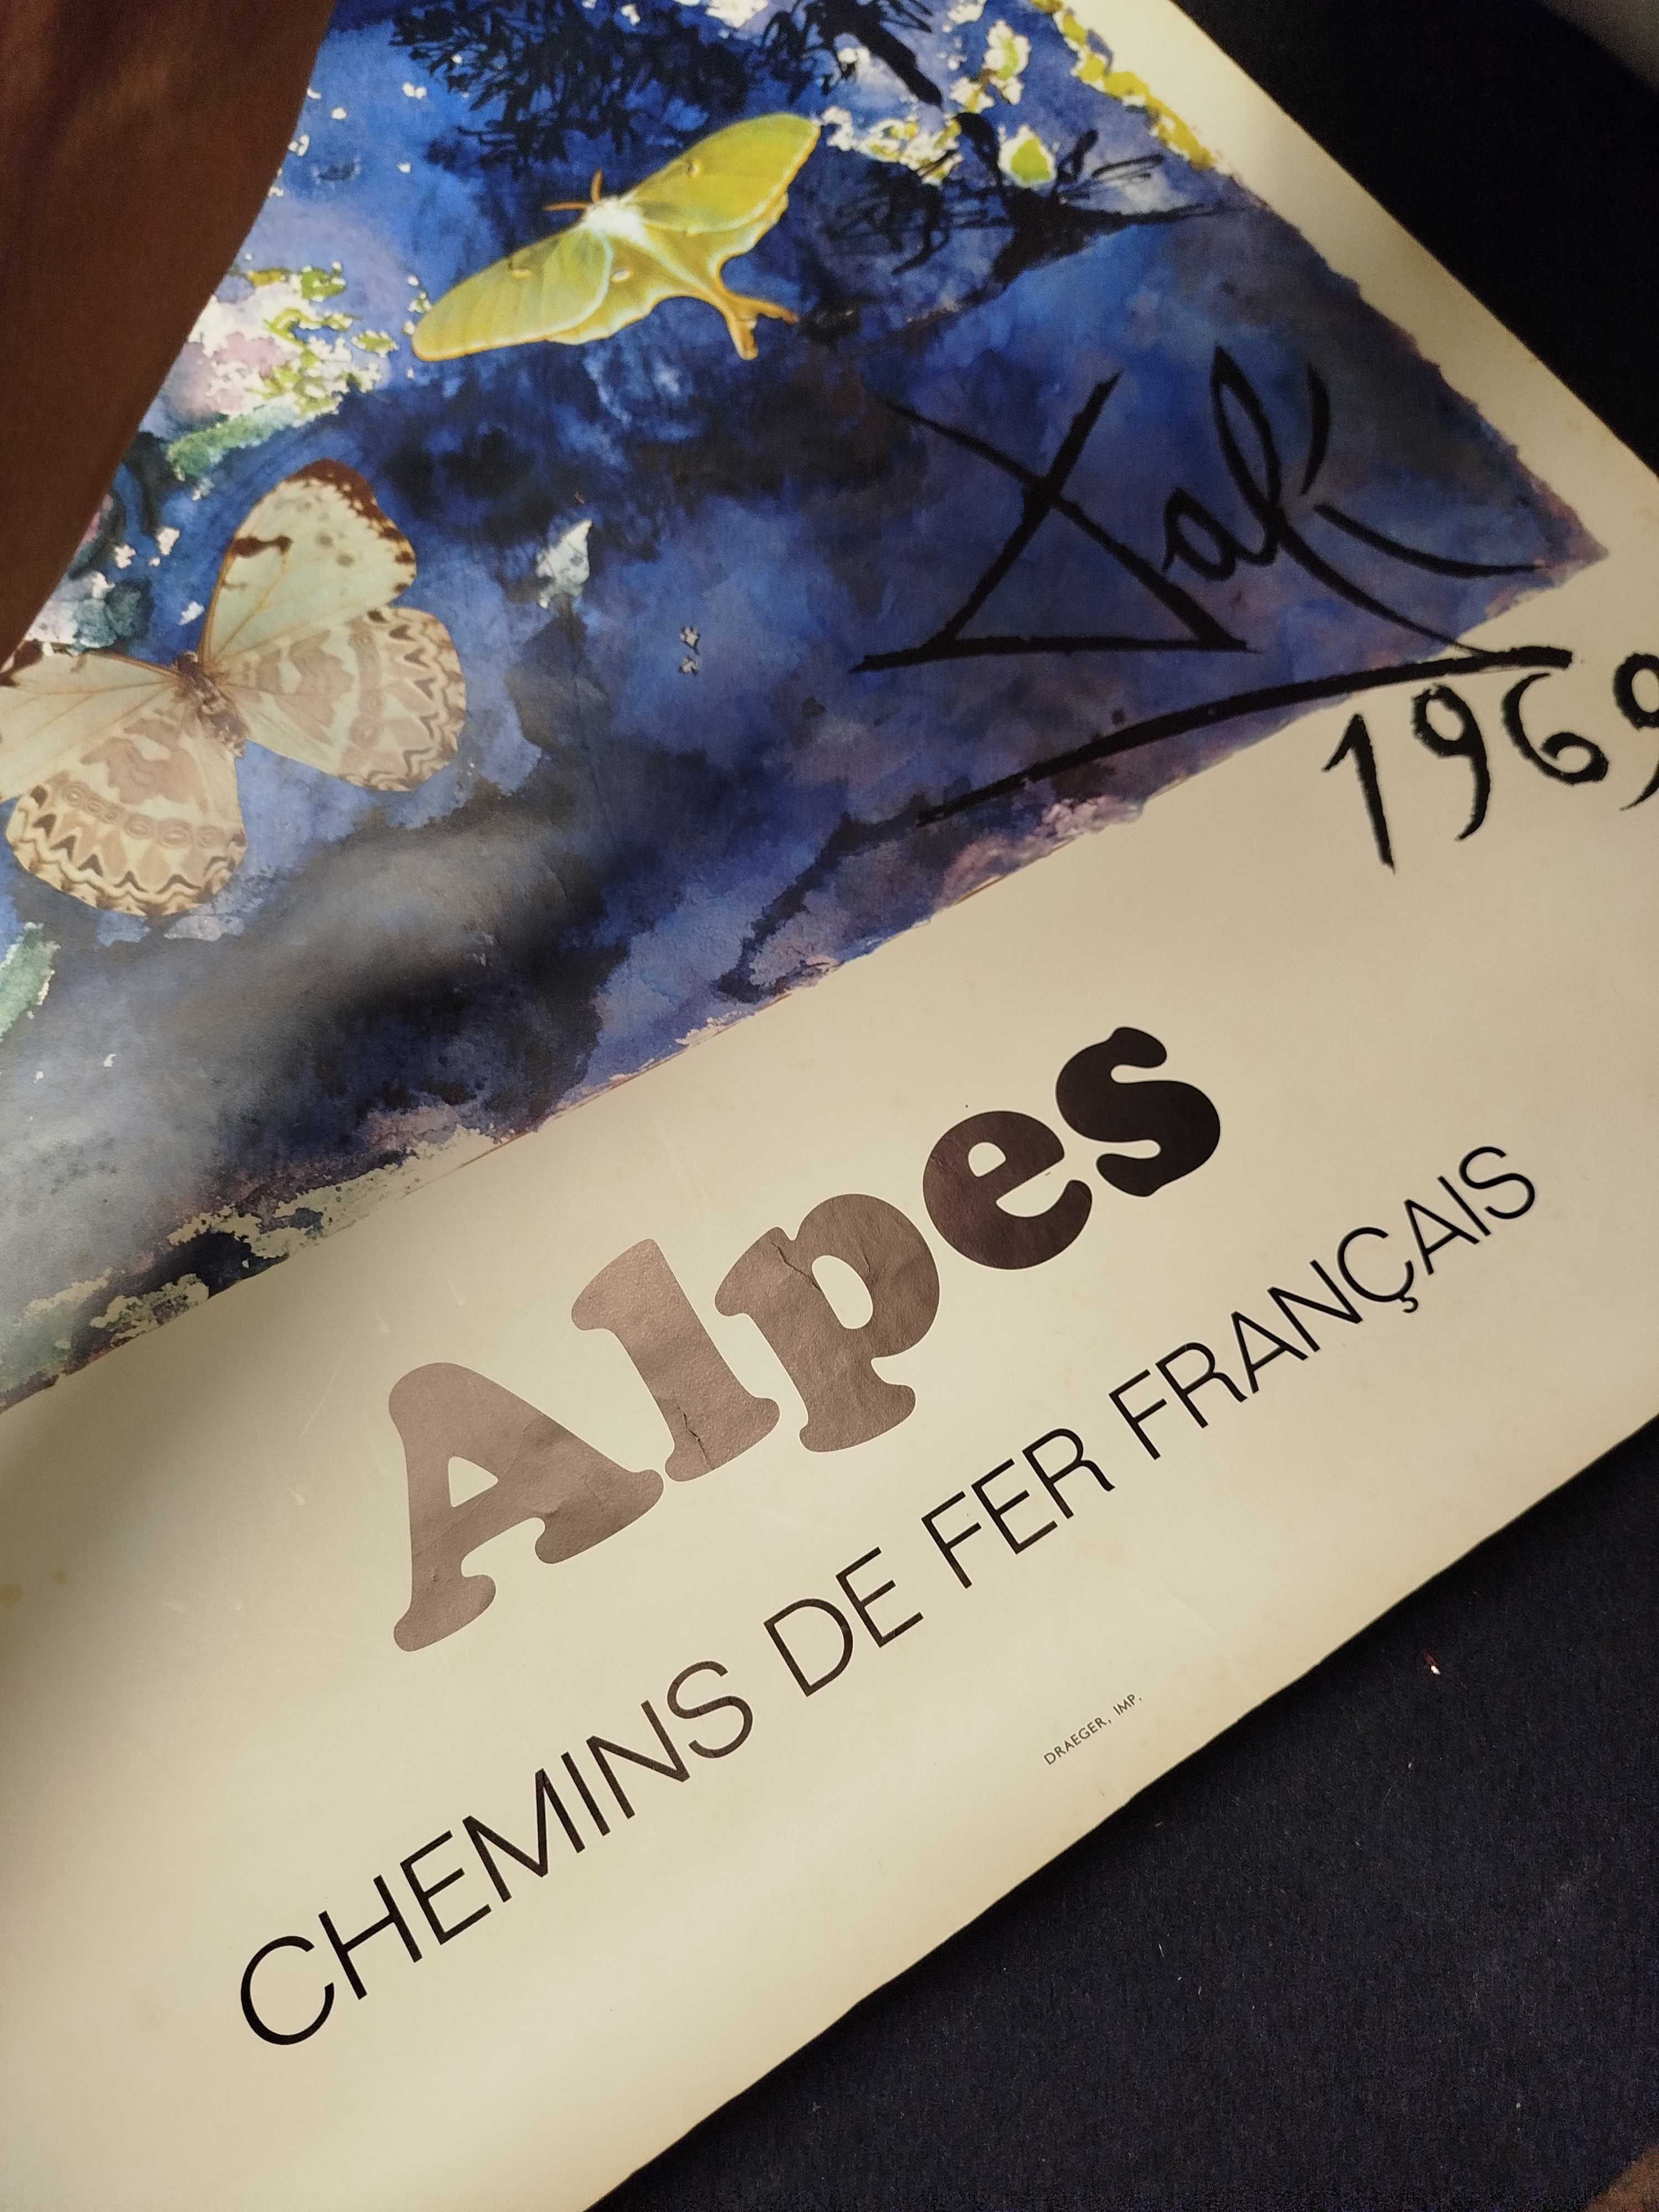 Dalí
1969
Alpes
CHEMINS DE FER FRANÇAIS
DRAEGER, IMP.